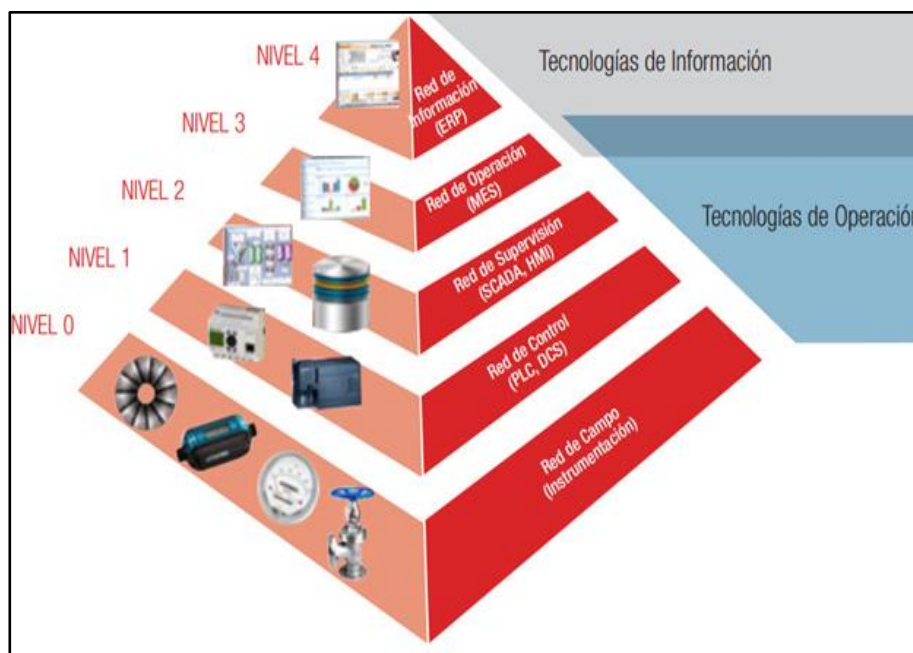 NIVEL 4
NIVEL 3
NIVEL 2
NIVEL 1
NIVEL 0
Red de
Información
(ERP)
Red de Operación
(MES)
Red de Supervisión
(SCADA, HMI)
Red de Control
(PLC, DCS)
Red de Campo
(Instrumentación)
Tecnologías de Información
Tecnologías de Operación